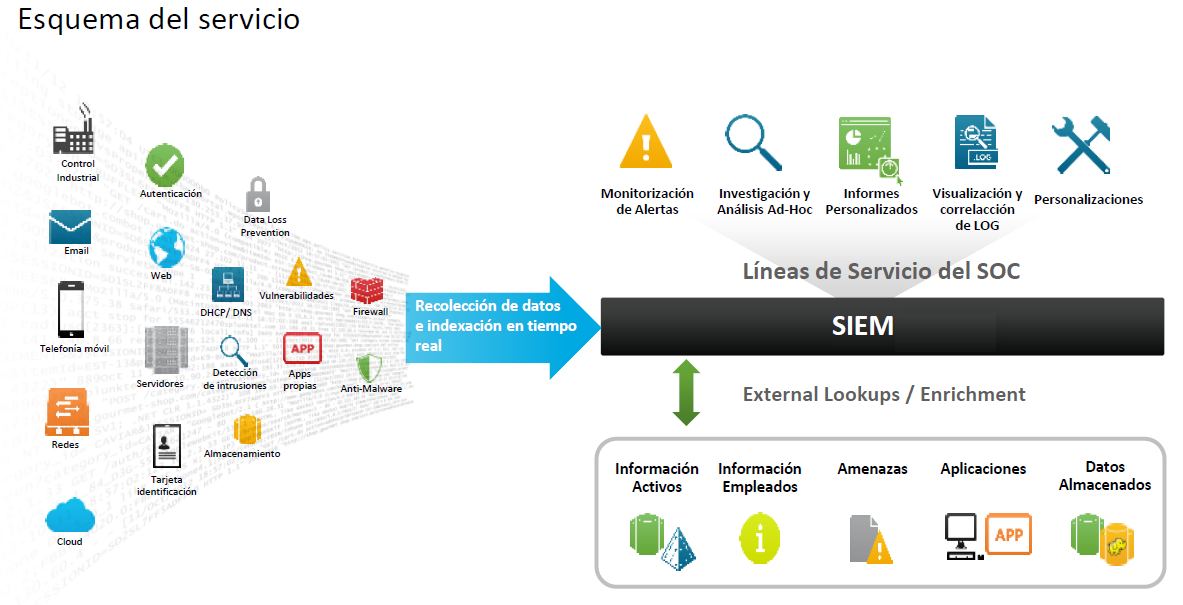 Esquema del servicio
Control
Industrial
Autenticación
Data Loss
Prevention
Email
Web
DHCP/ DNS
Vulnerabilidades
Firewall
Telefonía móvil
Servidores
Detección
de intrusiones
APP
Apps
propias
Anti-Malware
Redes
Tarjeta
identificación
Almacenamiento
Cloud
Recolección de datos
e indexación en tiempo
real
Monitorización
de Alertas
Investigación y
Análisis Ad-Hoc
Informes
Personalizados
.LOG
Visualización y
correlacción
de LOG
Personalizaciones
Líneas de Servicio del SOC
SIEM
External Lookups / Enrichment
Información
Activos
Información
Empleados
Amenazas
Aplicaciones
APP
Datos
Almacenados